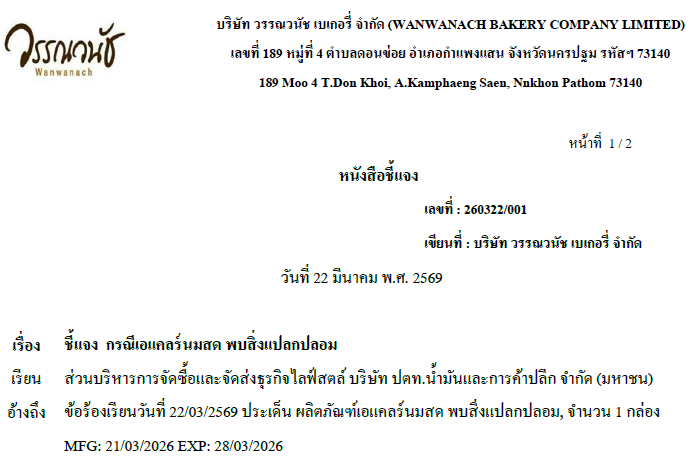 วรรณวนัช
Wanwanach
บริษัท วรรณวนัช เบเกอรี่ จำกัด (WANWANACH BAKERY COMPANY LIMITED)
เลขที่ 189 หมู่ที่ 4 ตำบลดอนข่อย อำเภอกำแพงแสน จังหวัดนครปฐม รหัสฯ 73140
189 Moo 4 T.Don Khoi, A.Kamphaeng Saen, Nnkhon Pathom 73140
หน้าที่ 1 / 2
หนังสือชี้แจง
เลขที่ : 260322/001
เขียนที่ : บริษัท วรรณวนัช เบเกอรี่ จำกัด
วันที่ 22 มีนาคม พ.ศ. 2569
เรื่อง ชี้แจง กรณีเอแคลร์นมสด พบสิ่งแปลกปลอม
เรียน ส่วนบริหารการจัดซื้อและจัดส่งธุรกิจไลฟ์สตล์ บริษัท ปตท.น้ำมันและการค้าปลีก จำกัด (มหาชน)
อ้างถึง ข้อร้องเรียนวันที่ 22/03/2569 ประเด็น ผลิตภัณฑ์เอแคลร์นมสด พบสิ่งแปลกปลอม, จำนวน 1 กล่อง
MFG: 21/03/2026 EXP: 28/03/2026